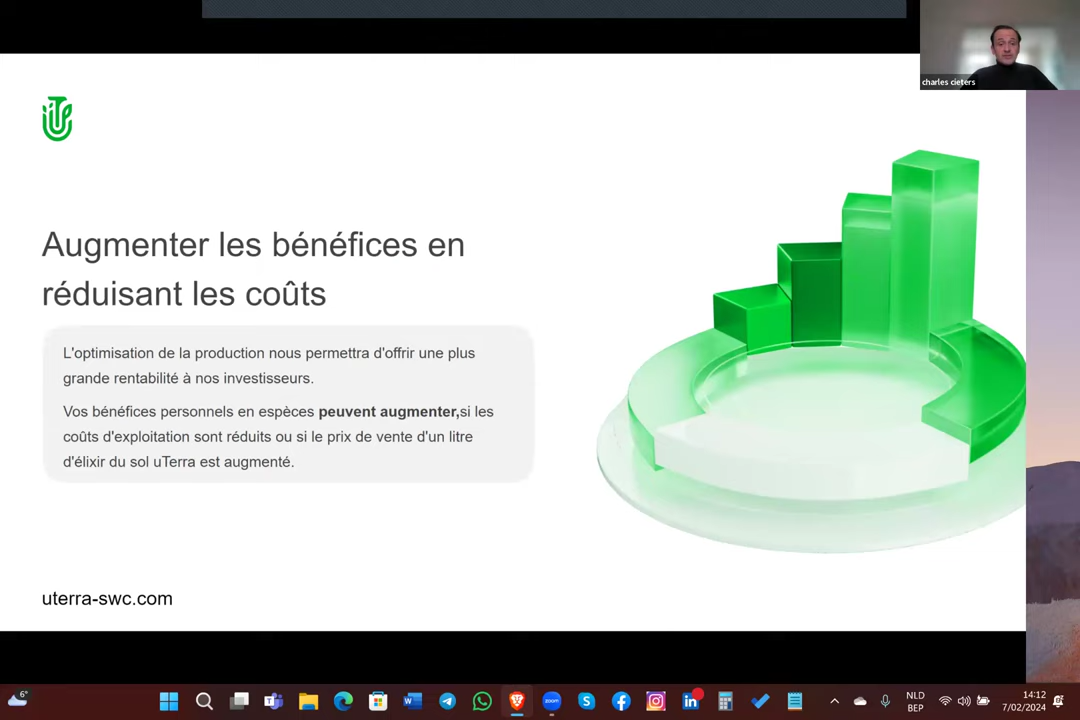 charles cieters
Augmenter les bénéfices en
réduisant les coûts
L'optimisation de la production nous permettra d'offrir une plus
grande rentabilité à nos investisseurs.
Vos bénéfices personnels en espèces peuvent augmenter,si les
coûts d'exploitation sont réduits ou si le prix de vente d'un litre
d'élixir du sol uTerra est augmenté.
uterra-swc.com
6°
zoom
NLD
BEP
14:12
7/02/2024